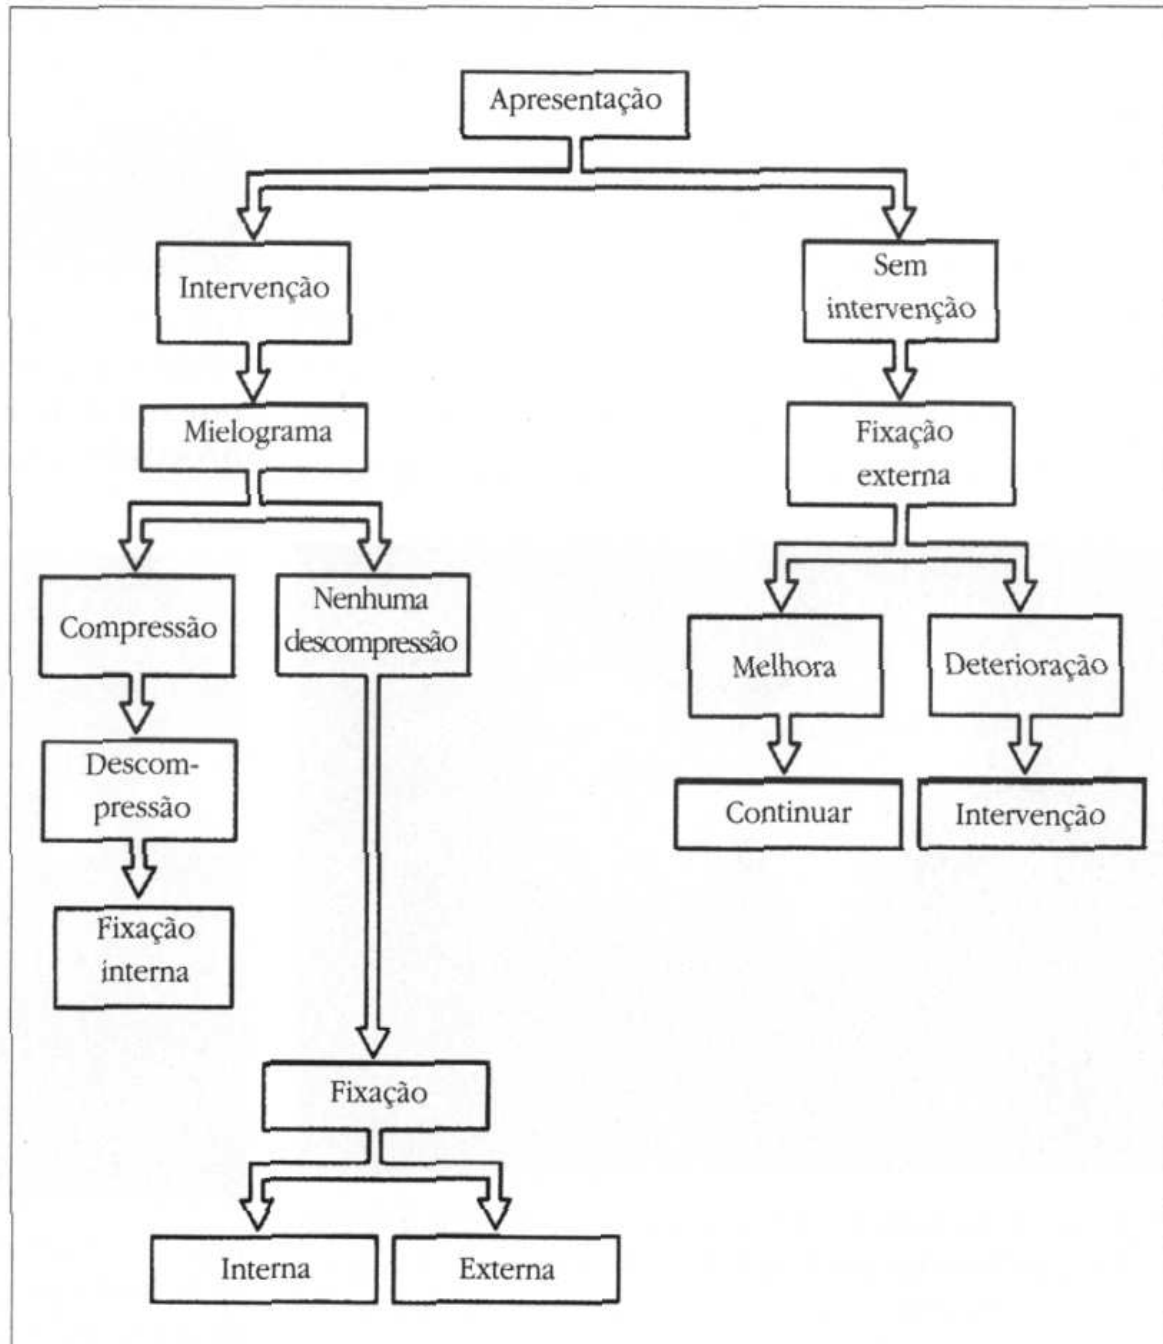 Apresentação
Intervenção
Sem
intervenção
Mielograma
Fixação
externa
Compressão
Nenhuma
descompressão
Melhora
Deterioração
Descom-
pressão
Continuar
Intervenção
Fixação
interna
Fixação
Interna
Externa